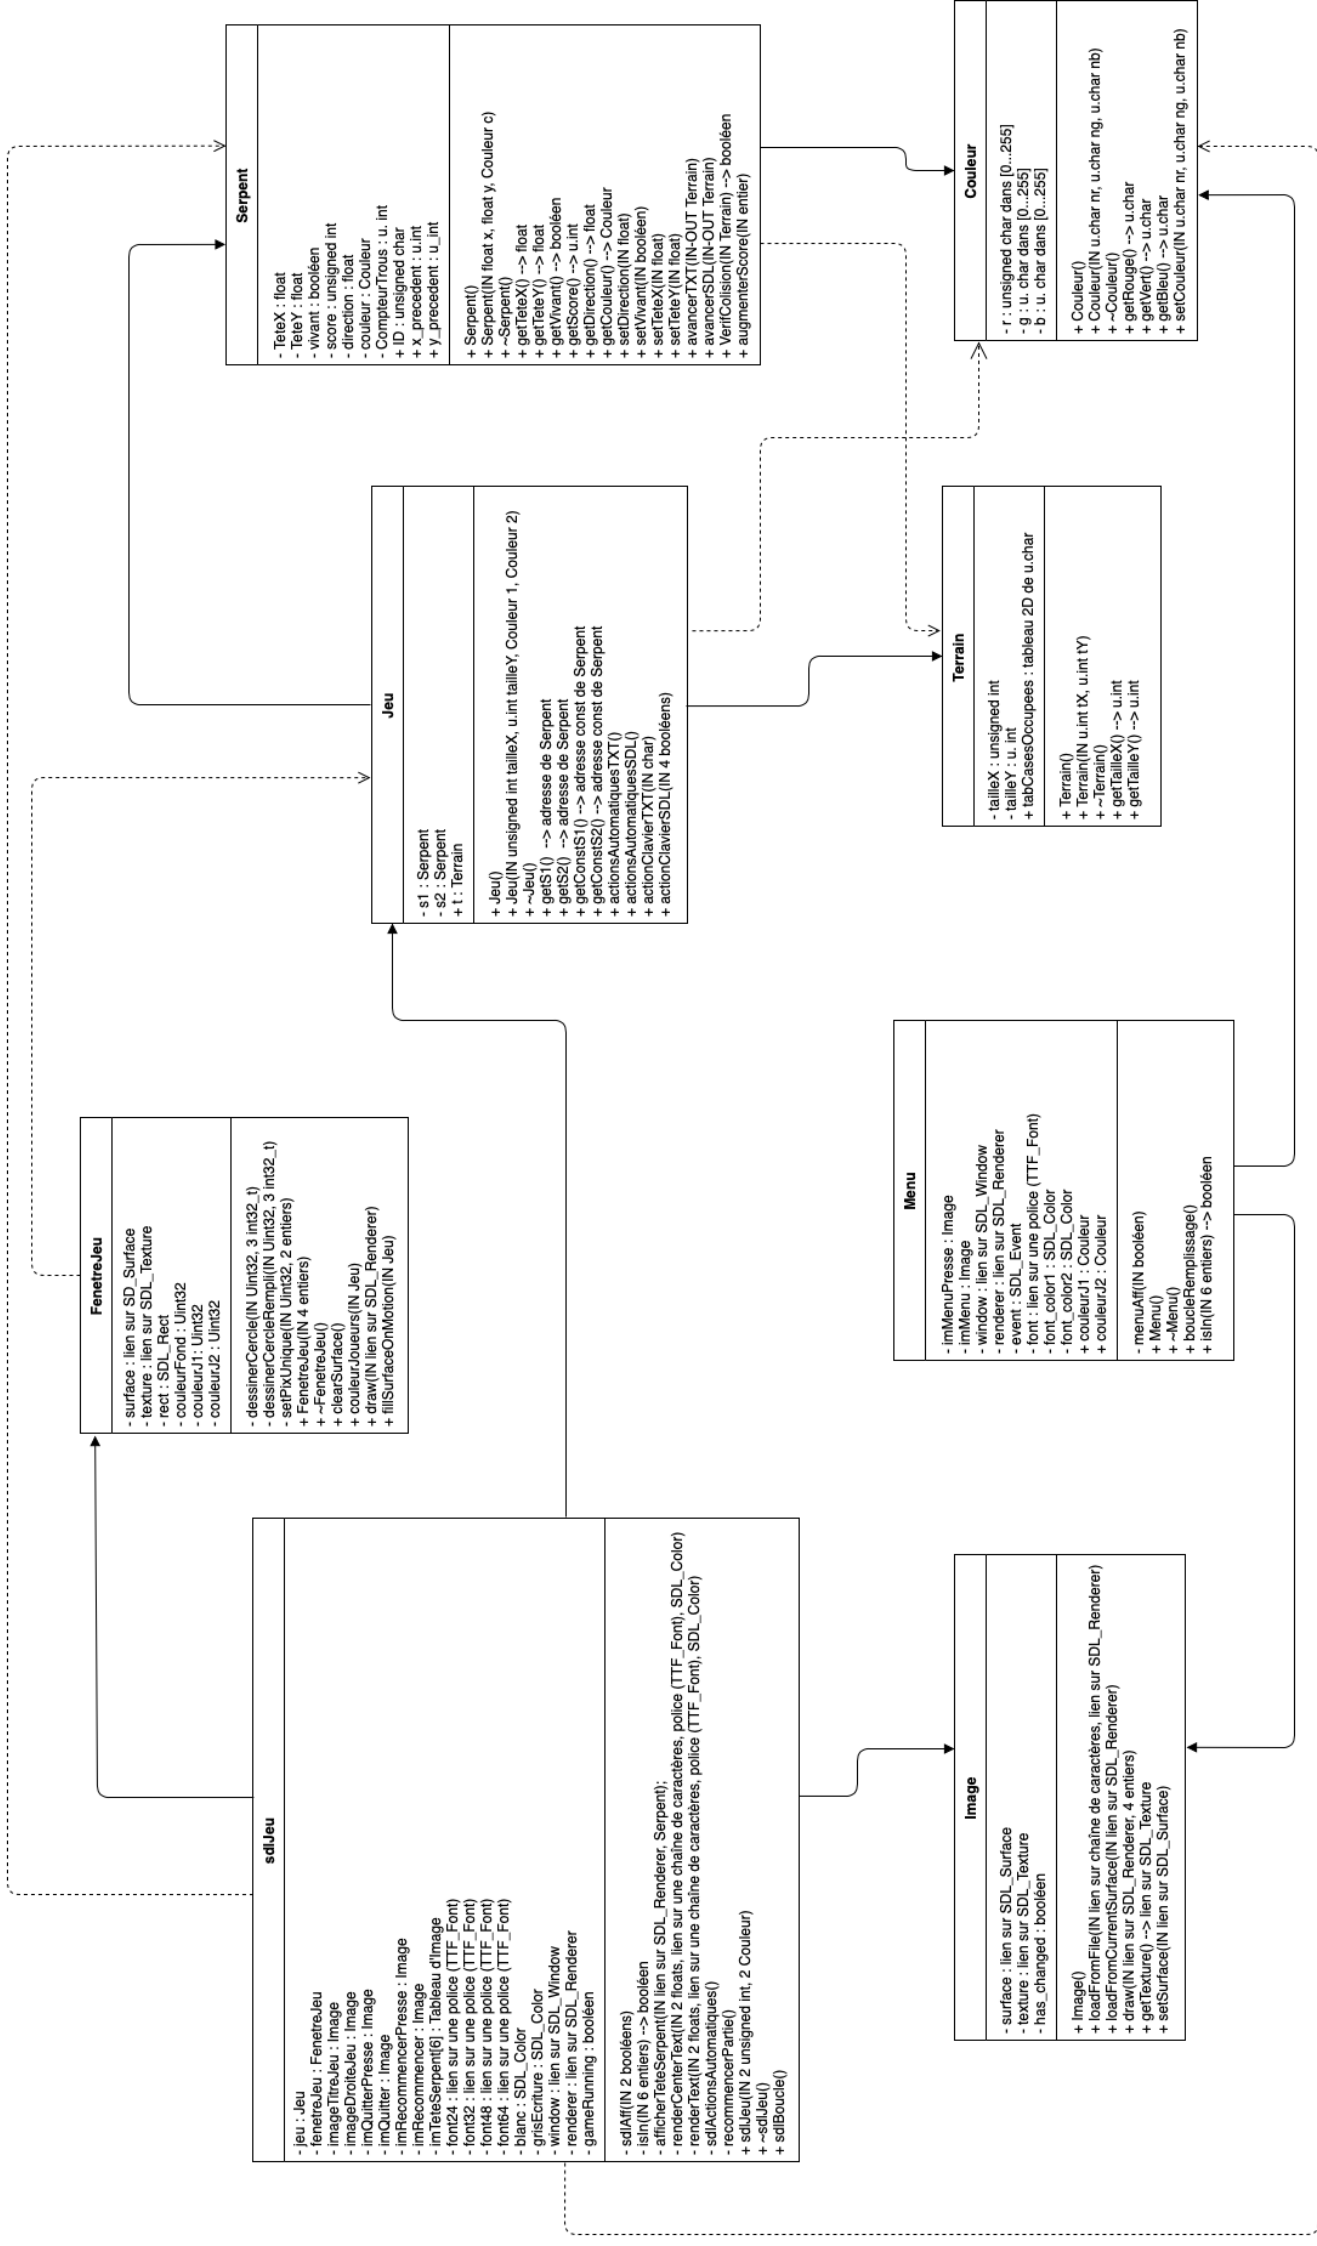 Serpent
- TeteX : float
- TeteY : float
- vivant : booléen
- score : unsigned int
- direction : float
- couleur : Couleur
- CompteurTrous : u. int
+ ID : unsigned char
+ x_precedent : u.int
+ y_precedent : u_int
+ Serpent()
+ Serpent(IN float x, float y, Couleur c)
+ ~Serpent()
+ getTeteX() --> float
+ getTeteY() --> float
+ getVivant() --> booléen
+ getScore() --> u.int
+ getDirection() --> float
+ getCouleur() --> Couleur
+ setDirection(IN float)
+ setVivant(IN booléen)
+ setTeteX(IN float)
+ setTeteY(IN float)
+ avancerTXT(IN-OUT Terrain)
+ avancerSDL(IN-OUT Terrain)
+ VerifColision(IN Terrain) --> booléen
+ augmenterScore(IN entier)
Couleur
- r : unsigned char dans [0...255]
- g : u. char dans [0...255]
- b : u. char dans [0...255]
+ Couleur()
+ Couleur(IN u.char nr, u.char ng, u.char nb)
+ ~Couleur()
+ getRouge() --> u.char
+ getVert() --> u.char
+ getBleu() --> u.char
+ setCouleur(IN u.char nr, u.char ng, u.char nb)
Jeu
- s1 : Serpent
- s2 : Serpent
+ t : Terrain
+ Jeu()
+ Jeu(IN unsigned int tailleX, u.int tailleY, Couleur 1, Couleur 2)
+ ~Jeu()
+ getS1() --> adresse de Serpent
+ getS2() --> adresse de Serpent
+ getConstS1() --> adresse const de Serpent
+ getConstS2() --> adresse const de Serpent
+ actionsAutomatiquesTXT()
+ actionsAutomatiquesSDL()
+ actionClavierTXT(IN char)
+ actionClavierSDL(IN 4 booléens)
Terrain
- tailleX : unsigned int
- tailleY : u. int
+ tabCasesOccupees : tableau 2D de u.char
+ Terrain()
+ Terrain(IN u.int tX, u.int tY)
+ ~Terrain()
+ getTailleX() --> u.int
+ getTailleY() --> u.int
FenetreJeu
- surface : lien sur SD_Surface
- texture : lien sur SDL_Texture
- rect : SDL_Rect
- couleurFond : Uint32
- couleurJ1: Uint32
- couleurJ2 : Uint32
- dessinerCercle(IN Uint32, 3 int32_t)
- dessinerCercleRempli(IN Uint32, 3 int32_t)
- setPixUnique(IN Uint32, 2 entiers)
+ FenetreJeu(IN 4 entiers)
+ ~FenetreJeu()
+ clearSurface()
+ couleurJoueurs(IN Jeu)
+ draw(IN lien sur SDL_Renderer)
+ fillSurfaceOnMotion(IN Jeu)
Menu
- imMenuPresse : Image
- imMenu : Image
- window : lien sur SDL_Window
- renderer : lien sur SDL_Renderer
- event : SDL_Event
- font : lien sur une police (TTF_Font)
- font_color1 : SDL_Color
- font_color2 : SDL_Color
+ couleurJ1 : Couleur
+ couleurJ2 : Couleur
- menuAff(IN booléen)
+ Menu()
+ ~Menu()
+ boucleRemplissage()
+ isIn(IN 6 entiers) --> booléen
sdlJeu
- jeu : Jeu
- fenetreJeu : FenetreJeu
- imageTitreJeu : Image
- imageDroiteJeu : Image
- imQuitterPresse : Image
- imQuitter : Image
- imRecommencerPresse : Image
- imRecommencer : Image
- imTeteSerpent[6] : Tableau d'Image
- font24 : lien sur une police (TTF_Font)
- font32 : lien sur une police (TTF_Font)
- font48 : lien sur une police (TTF_Font)
- font64 : lien sur une police (TTF_Font)
- blanc : SDL_Color
- grisEcriture : SDL_Color
- window : lien sur SDL_Window
- renderer : lien sur SDL_Renderer
- gameRunning : booléen
- sdlAff(IN 2 booléens)
- isIn(IN 6 entiers) --> booléen
- afficherTeteSerpent(IN lien sur SDL_Renderer, Serpent);
- renderCenterText(IN 2 floats, lien sur une chaîne de caractères, police (TTF_Font), SDL_Color)
- renderText(IN 2 floats, lien sur une chaîne de caractères, police (TTF_Font), SDL_Color)
- sdlActionsAutomatiques()
- recommencerPartie()
+ sdlJeu(IN 2 unsigned int, 2 Couleur)
+ ~sdlJeu()
+ sdlBoucle()
Image
- surface : lien sur SDL_Surface
- texture : lien sur SDL_Texture
- has_changed : booléen
+ Image()
+ loadFromFile(IN lien sur chaîne de caractères, lien sur SDL_Renderer)
+ loadFromCurrentSurface(IN lien sur SDL_Renderer)
+ draw(IN lien sur SDL_Renderer, 4 entiers)
+ getTexture() --> lien sur SDL_Texture
+ setSurface(IN lien sur SDL_Surface)